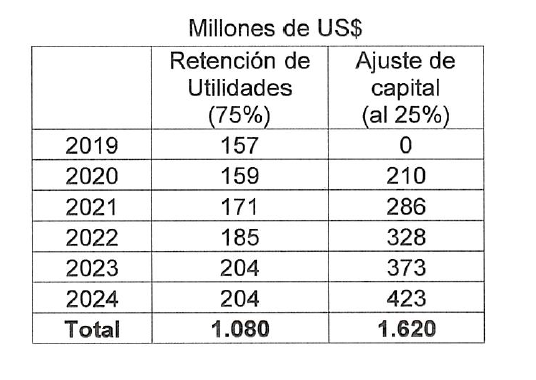 Millones de US$
Retención de Utilidades (75%) Ajuste de capital (al 25%)
2019 157 0
2020 159 210
2021 171 286
2022 185 328
2023 204 373
2024 204 423
Total 1.080 1.620